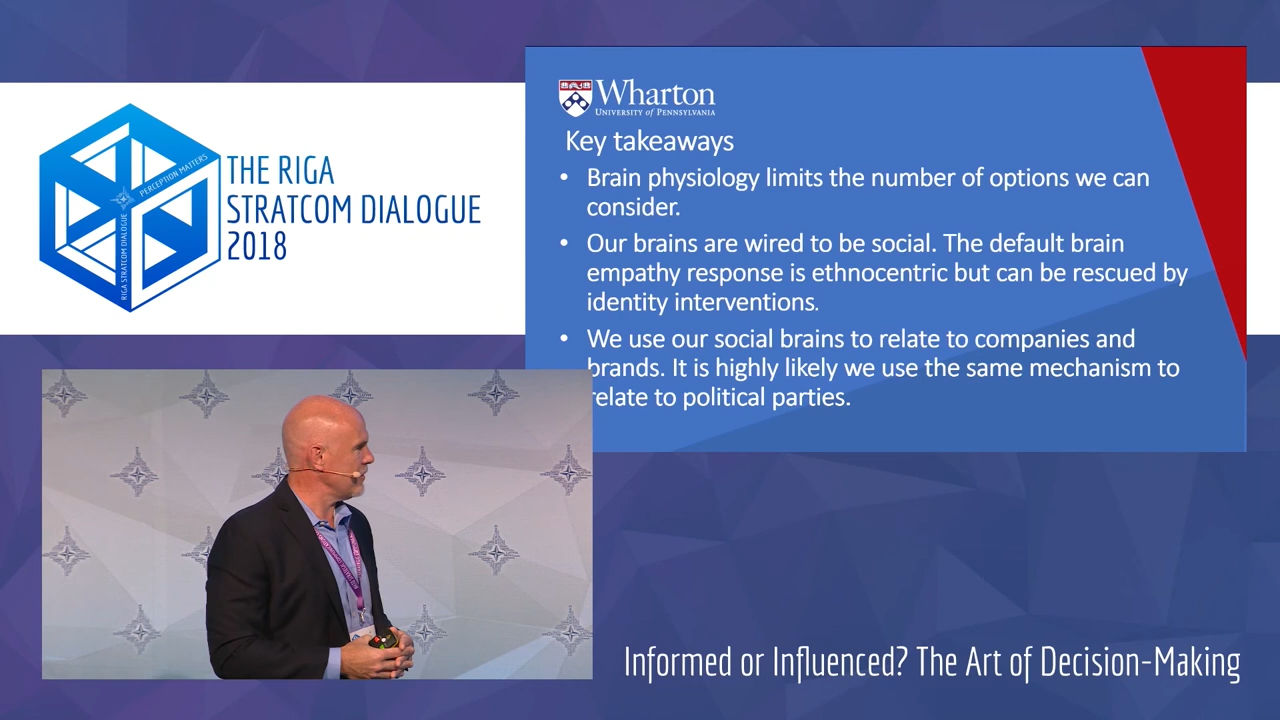 THE RIGA
STRATCOM DIALOGUE
2018
PERCEPTION MATTERS
RIGA STRATCOM DIALOGUE
Wharton
UNIVERSITY OF PENNSYLVANIA
Key takeaways
• Brain physiology limits the number of options we can
consider.
• Our brains are wired to be social. The default brain
empathy response is ethnocentric but can be rescued by
identity interventions.
• We use our social brains to relate to companies and
brands. It is highly likely we use the same mechanism to
relate to political parties.
Informed or Influenced? The Art of Decision-Making